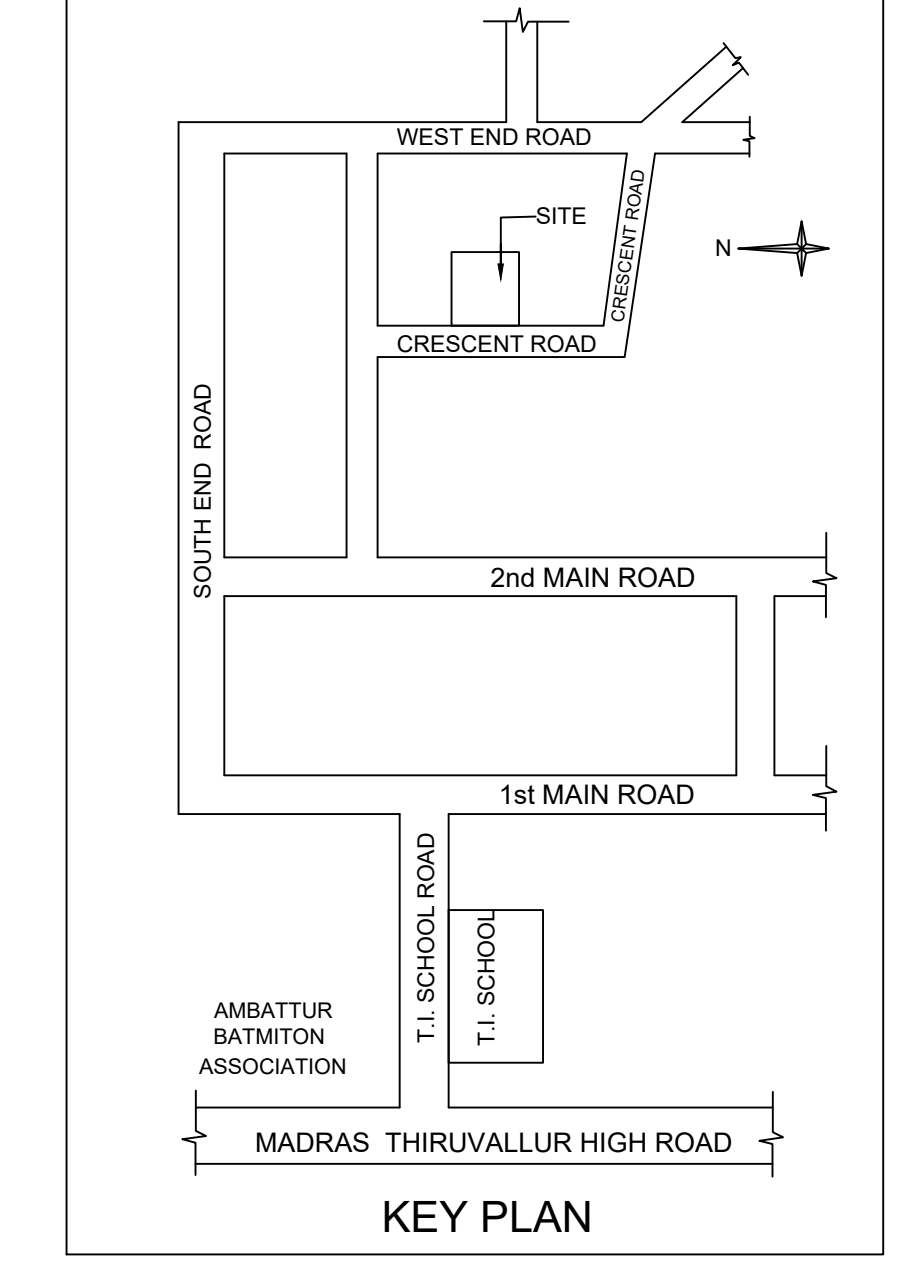 WEST END ROAD
CRESCENT ROAD
SITE
N
CRESCENT ROAD
SOUTH END ROAD
2nd MAIN ROAD
1st MAIN ROAD
T.I. SCHOOL ROAD
T.I. SCHOOL
AMBATTUR
BATMITON
ASSOCIATION
MADRAS THIRUVALLUR HIGH ROAD
KEY PLAN